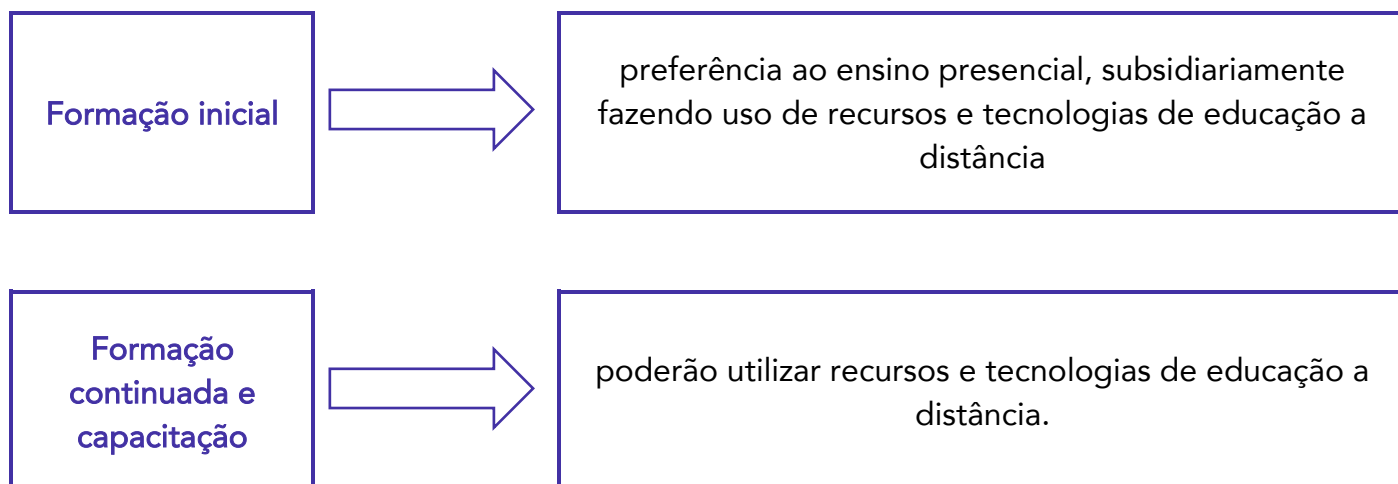 Formação inicial
preferência ao ensino presencial, subsidiariamente
fazendo uso de recursos e tecnologias de educação a
distância
Formação
continuada e
capacitação
poderão utilizar recursos e tecnologias de educação a
distância.